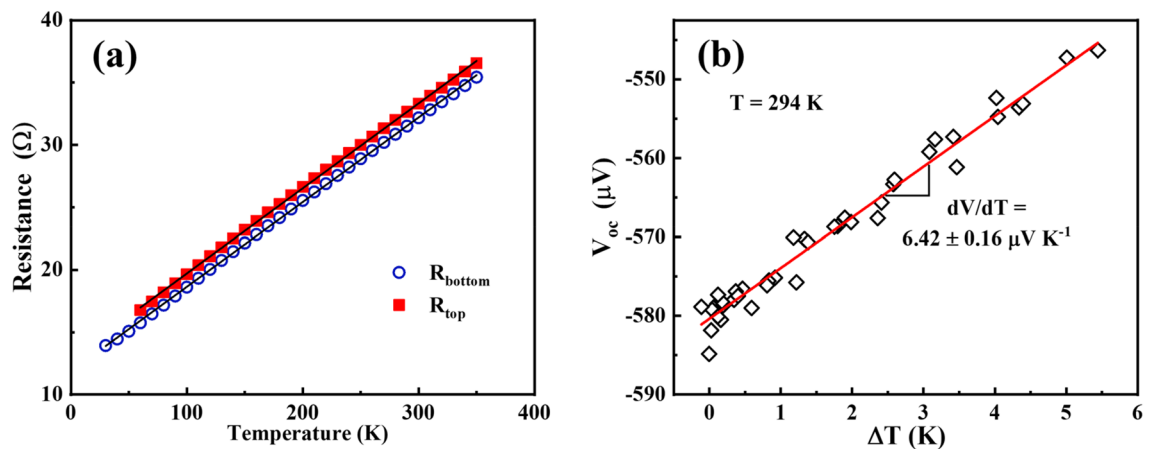 (a)
Resistance (Ω)
40
30
20
10
R_bottom
R_top
0
100
200
300
400
Temperature (K)
(b)
V_oc (μV)
-550
-560
-570
-580
-590
T = 294 K
dV/dT =
6.42 ± 0.16 μV K⁻¹
0
1
2
3
4
5
6
ΔT (K)